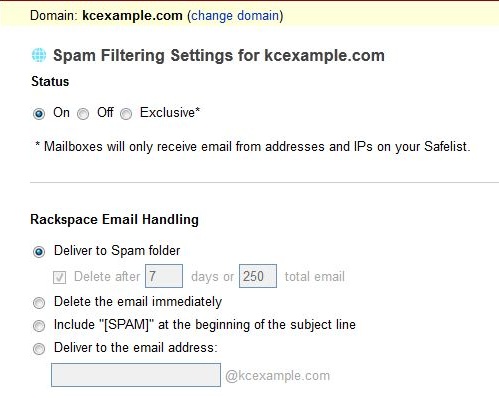 Domain: kcexample.com (change domain)
Spam Filtering Settings for kcexample.com
Status
On Off Exclusive*
* Mailboxes will only receive email from addresses and IPs on your Safelist.
Rackspace Email Handling
Deliver to Spam folder
Delete after 7 days or 250 total email
Delete the email immediately
Include "[SPAM]" at the beginning of the subject line
Deliver to the email address:
@kcexample.com